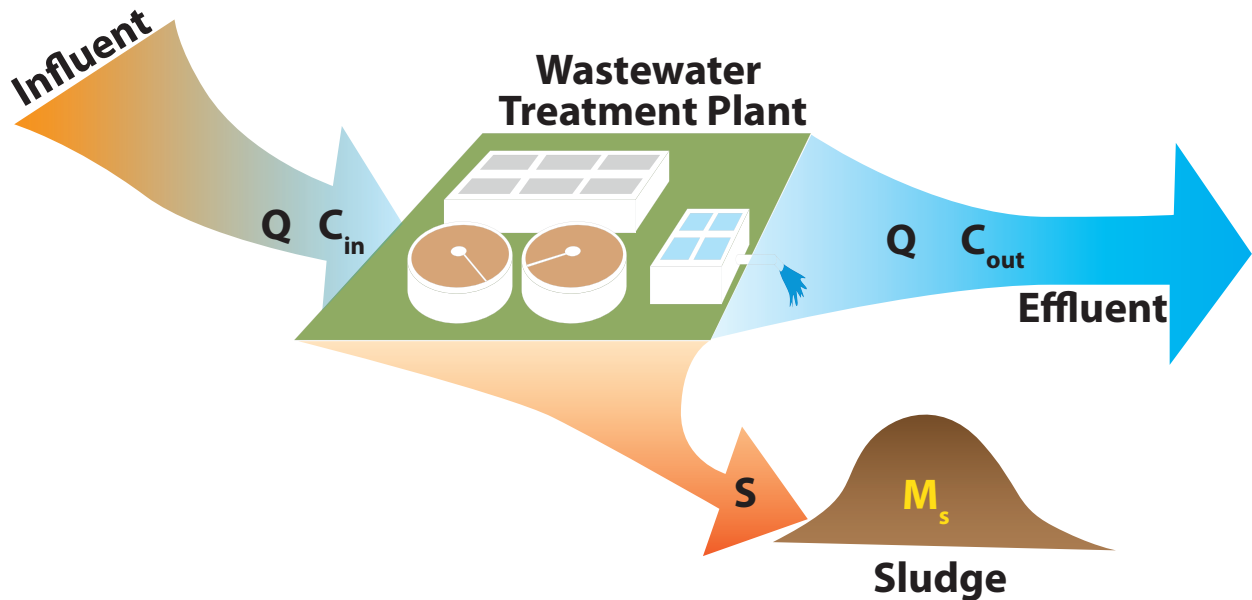 Influent
Wastewater
Treatment Plant
Q C_in
Q C_out
Effluent
S
M_s
Sludge